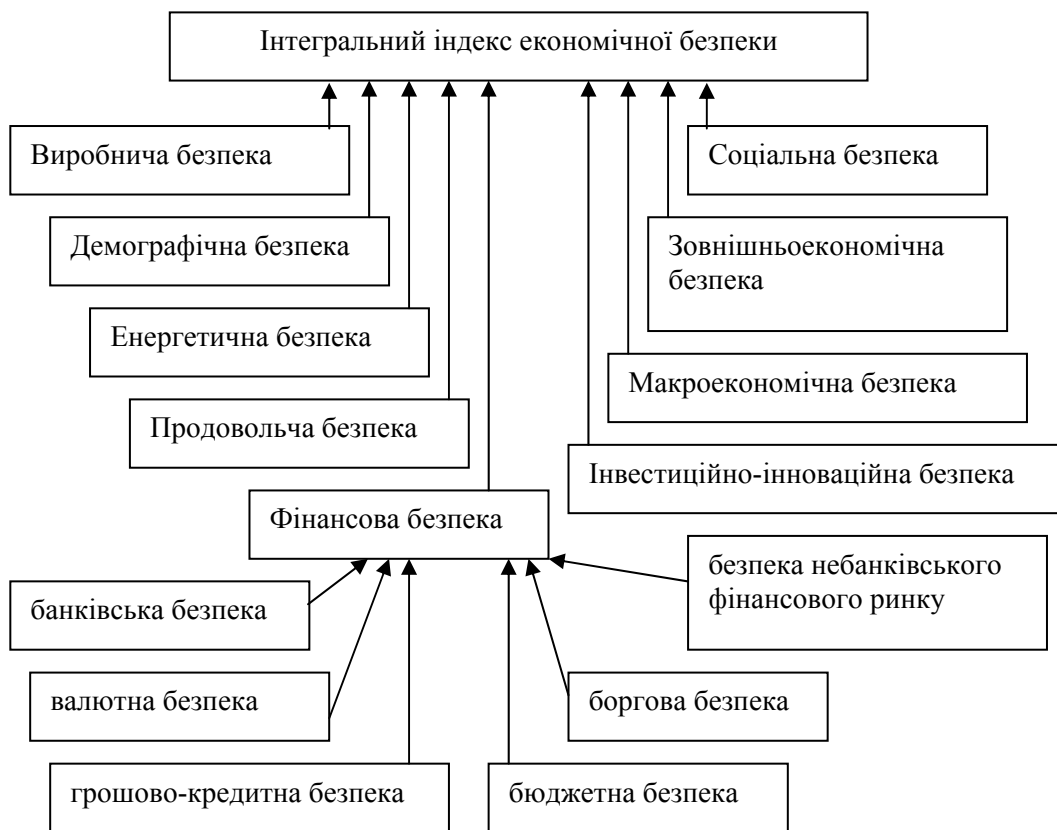 Інтегральний індекс економічної безпеки
Виробнича безпека
Соціальна безпека
Демографічна безпека
Зовнішньоекономічна
безпека
Енергетична безпека
Макроекономічна безпека
Продовольча безпека
Інвестиційно-інноваційна безпека
Фінансова безпека
безпека небанківського
фінансового ринку
банківська безпека
валютна безпека
боргова безпека
грошово-кредитна безпека
бюджетна безпека